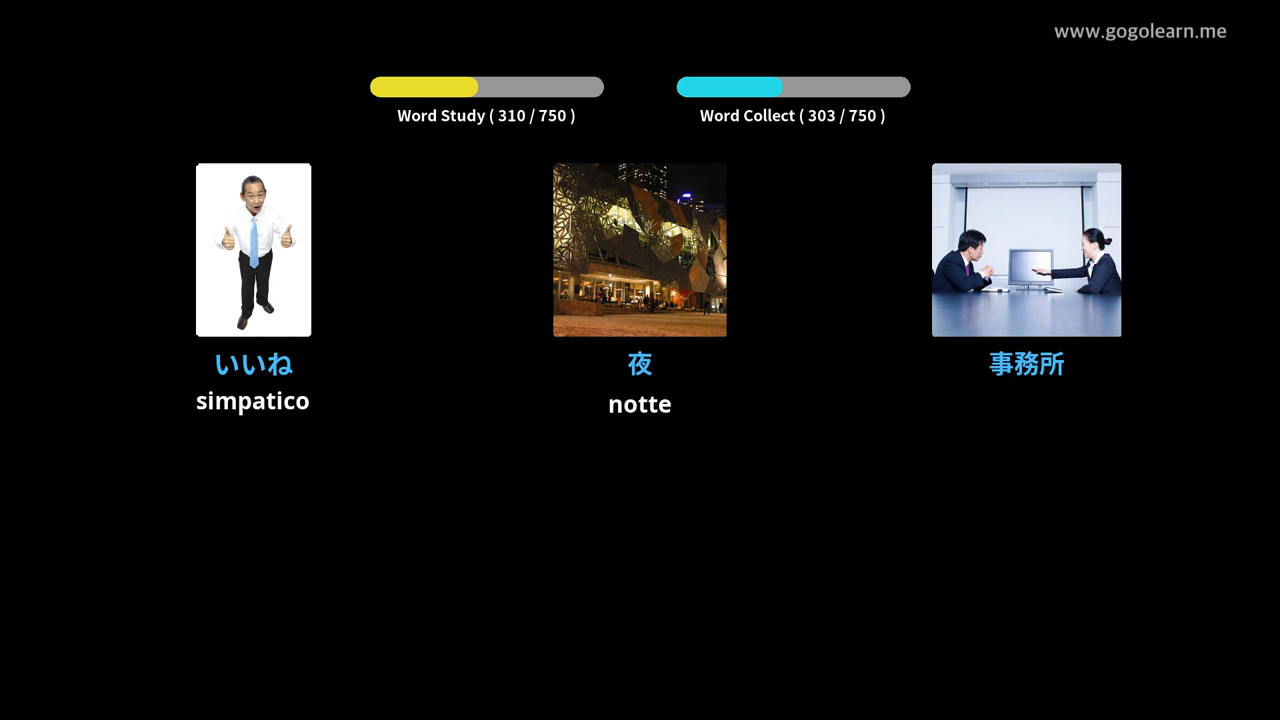 www.gogolearn.me
Word Study ( 310 / 750 )
Word Collect ( 303 / 750 )
いいね
夜
事務所
simpatico
notte